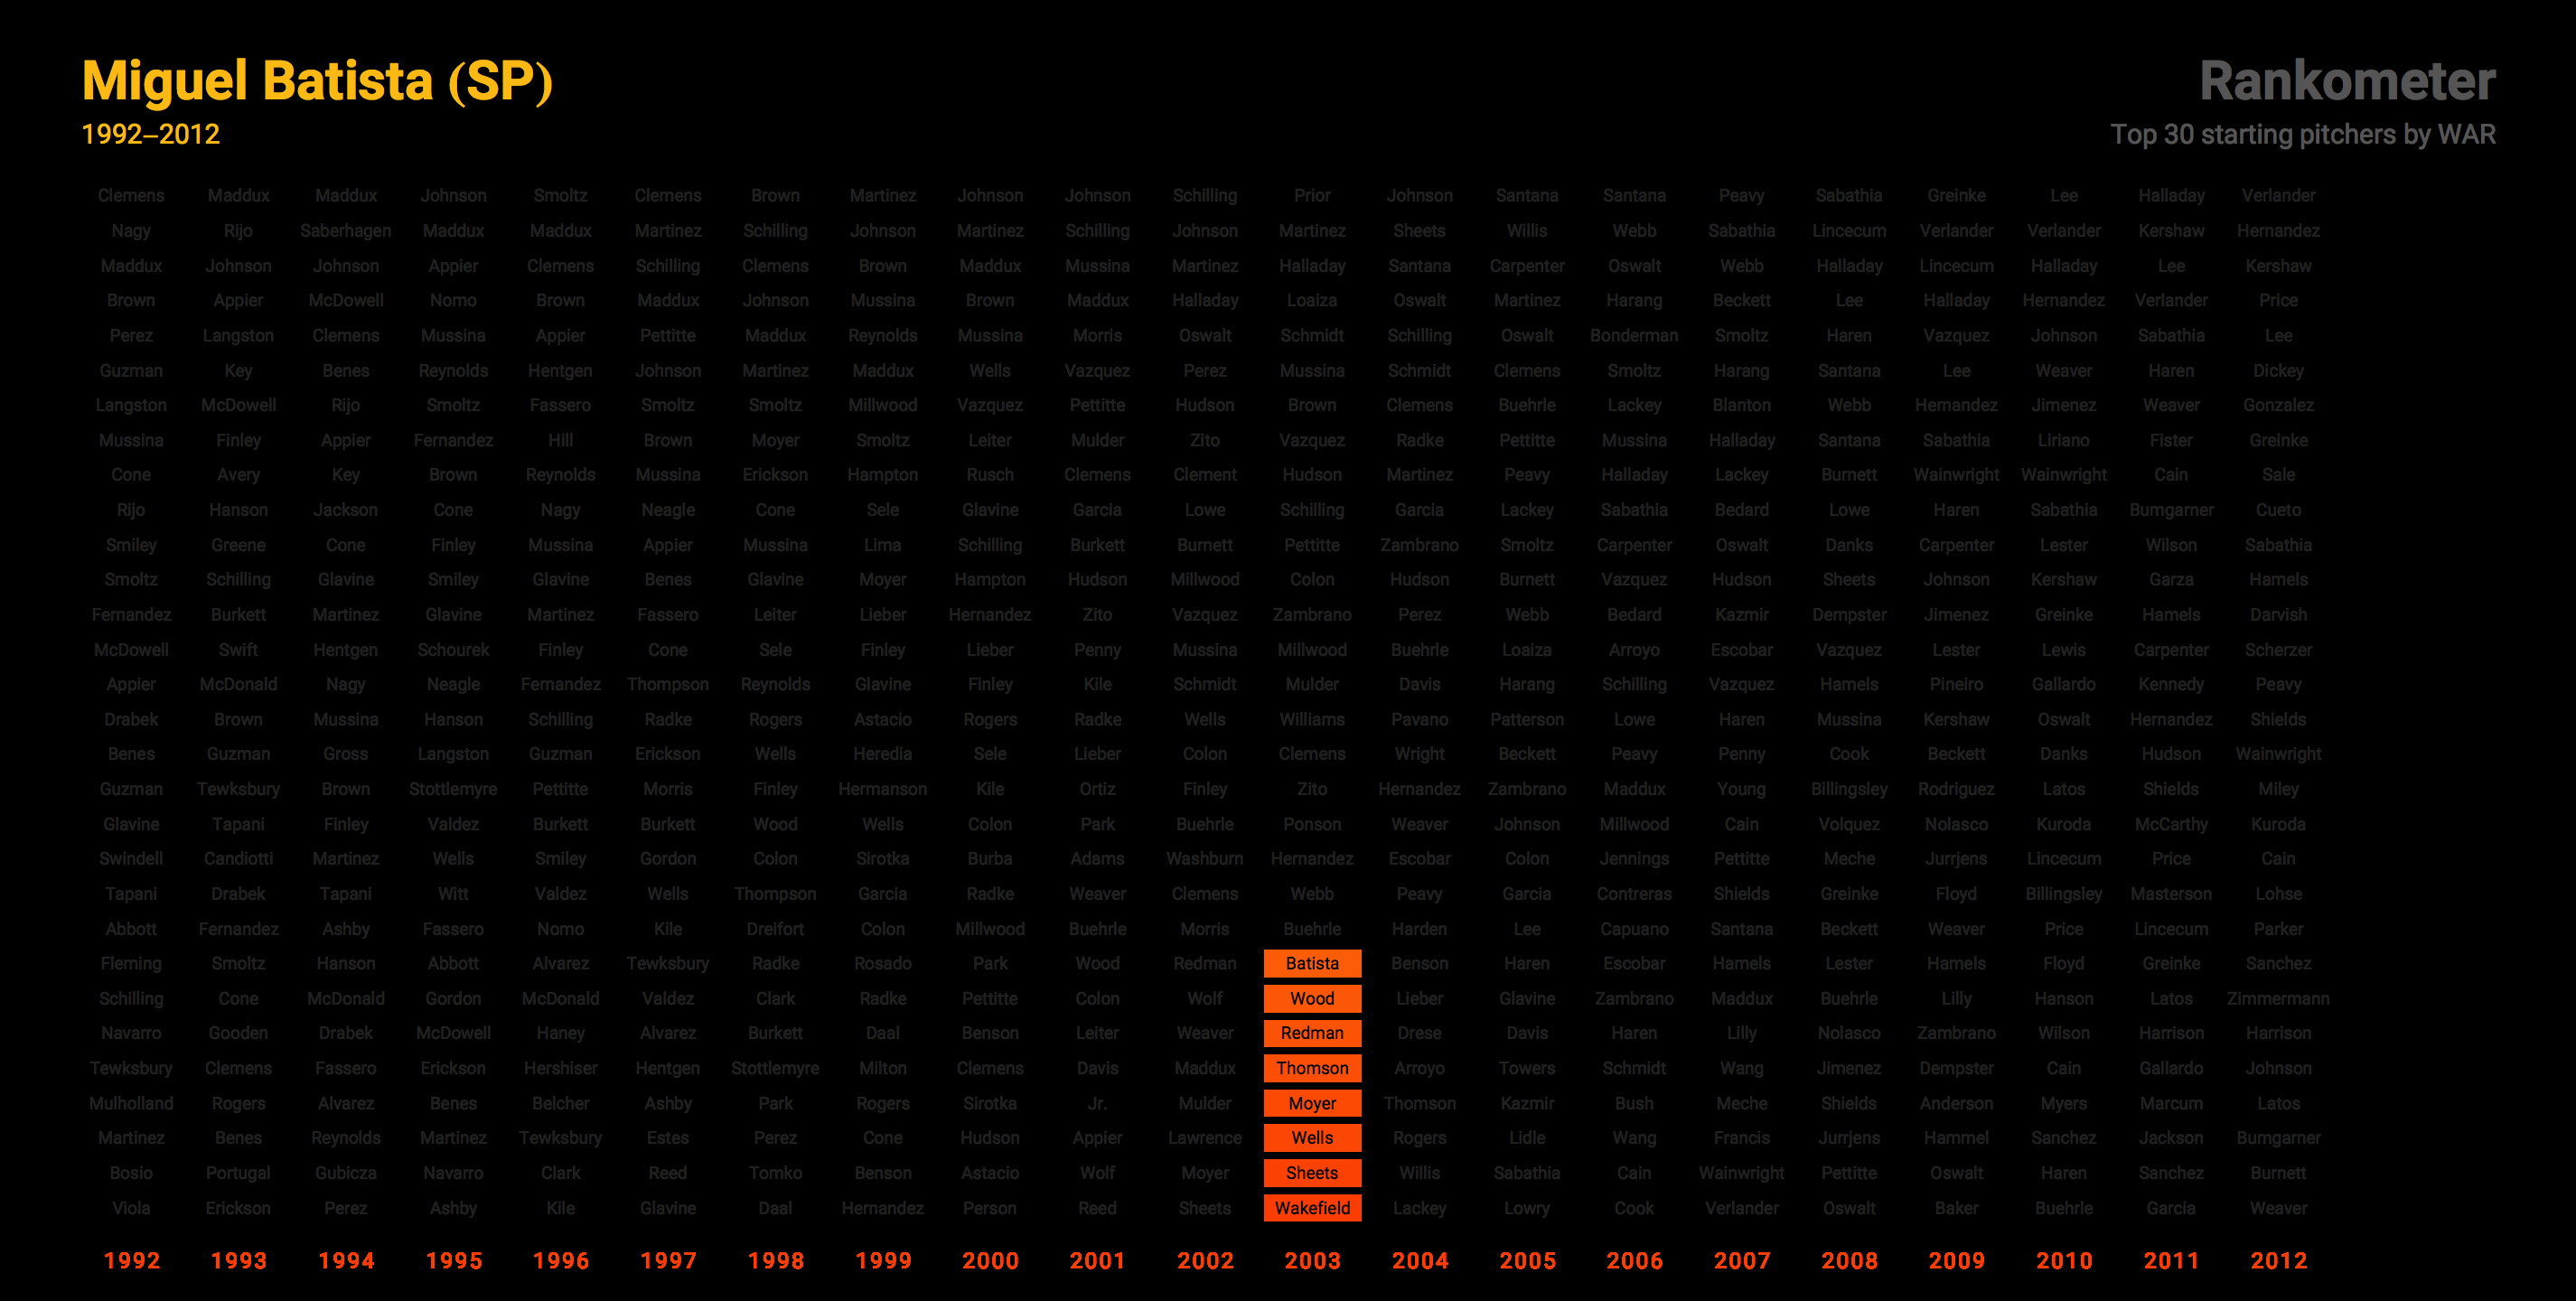 Miguel Batista (SP)
Rankometer
1992–2012
Top 30 starting pitchers by WAR
Clemens Maddux Maddux Johnson Smoltz Clemens Brown Martinez Johnson Johnson Schilling Prior Johnson Santana Santana Peavy Sabathia Greinke Lee Halladay Verlander
Nagy Rijo Saberhagen Maddux Maddux Martinez Schilling Johnson Martinez Schilling Johnson Martinez Sheets Willis Webb Sabathia Lincecum Verlander Verlander Kershaw Hernandez
Maddux Johnson Johnson Appier Clemens Schilling Clemens Brown Maddux Mussina Martinez Halladay Santana Carpenter Oswalt Webb Halladay Lincecum Halladay Lee Kershaw
Brown Appier McDowell Nomo Brown Maddux Johnson Mussina Brown Maddux Halladay Loaiza Oswalt Martinez Harang Beckett Lee Halladay Hernandez Verlander Price
Perez Langston Clemens Mussina Appier Pettitte Maddux Reynolds Mussina Morris Oswalt Schmidt Schilling Oswalt Bonderman Smoltz Haren Vazquez Johnson Sabathia Lee
Guzman Key Benes Reynolds Hentgen Johnson Martinez Maddux Wells Vazquez Perez Mussina Schmidt Clemens Smoltz Harang Santana Lee Weaver Haren Dickey
Langston McDowell Rijo Smoltz Fassero Smoltz Smoltz Millwood Vazquez Pettitte Hudson Brown Clemens Buehrle Lackey Blanton Webb Hernandez Jimenez Weaver Gonzalez
Mussina Finley Appier Fernandez Hill Brown Moyer Smoltz Leiter Mulder Zito Vazquez Radke Pettitte Mussina Halladay Santana Sabathia Liriano Fister Greinke
Cone Avery Key Brown Reynolds Mussina Erickson Hampton Rusch Clemens Clement Hudson Martinez Peavy Halladay Lackey Burnett Wainwright Wainwright Cain Sale
Rijo Hanson Jackson Cone Nagy Neagle Cone Sele Glavine Garcia Lowe Schilling Garcia Lackey Sabathia Bedard Lowe Haren Sabathia Bumgarner Cueto
Smiley Greene Cone Finley Mussina Appier Mussina Lima Schilling Burkett Burnett Pettitte Zambrano Smoltz Carpenter Oswalt Danks Carpenter Lester Wilson Sabathia
Smoltz Schilling Glavine Smiley Glavine Benes Glavine Moyer Hampton Hudson Millwood Colon Hudson Burnett Vazquez Hudson Sheets Johnson Kershaw Garza Hamels
Fernandez Burkett Martinez Glavine Martinez Fassero Leiter Lieber Hernandez Zito Vazquez Zambrano Perez Webb Bedard Kazmir Dempster Jimenez Greinke Hamels Darvish
McDowell Swift Hentgen Schourek Finley Cone Sele Finley Lieber Penny Mussina Millwood Buehrle Loaiza Arroyo Escobar Vazquez Lester Lewis Carpenter Scherzer
Appier McDonald Nagy Neagle Fernandez Thompson Reynolds Glavine Finley Kile Schmidt Mulder Davis Harang Schilling Vazquez Hamels Pineiro Gallardo Kennedy Peavy
Drabek Brown Mussina Hanson Schilling Radke Rogers Astacio Rogers Radke Wells Williams Pavano Patterson Lowe Haren Mussina Kershaw Oswalt Hernandez Shields
Benes Guzman Gross Langston Guzman Erickson Wells Heredia Sele Lieber Colon Clemens Wright Beckett Peavy Penny Cook Beckett Danks Hudson Wainwright
Guzman Tewksbury Brown Stottlemyre Pettitte Morris Finley Hermanson Kile Ortiz Finley Zito Hernandez Zambrano Maddux Young Billingsley Rodriguez Latos Shields Miley
Glavine Tapani Finley Valdez Burkett Burkett Wood Wells Colon Park Buehrle Ponson Weaver Johnson Millwood Cain Volquez Nolasco Kuroda McCarthy Kuroda
Swindell Candiotti Martinez Wells Smiley Gordon Colon Sirotka Burba Adams Washburn Hernandez Escobar Colon Jennings Pettitte Meche Jurrjens Lincecum Price Cain
Tapani Drabek Tapani Witt Valdez Wells Thompson Garcia Radke Weaver Clemens Webb Peavy Garcia Contreras Shields Greinke Floyd Billingsley Masterson Lohse
Abbott Fernandez Ashby Fassero Nomo Kile Dreifort Colon Millwood Buehrle Morris Buehrle Harden Lee Capuano Santana Beckett Weaver Price Lincecum Parker
Fleming Smoltz Hanson Abbott Alvarez Tewksbury Radke Rosado Park Wood Redman Batista Benson Haren Escobar Hamels Lester Hamels Floyd Greinke Sanchez
Schilling Cone McDonald Gordon McDonald Valdez Clark Radke Pettitte Colon Wolf Wood Lieber Glavine Zambrano Maddux Buehrle Lilly Hanson Latos Zimmermann
Navarro Gooden Drabek McDowell Haney Alvarez Burkett Daal Benson Leiter Weaver Redman Drese Davis Haren Lilly Nolasco Zambrano Wilson Harrison Harrison
Tewksbury Clemens Fassero Erickson Hershiser Hentgen Stottlemyre Milton Clemens Davis Maddux Thomson Arroyo Towers Schmidt Wang Jimenez Dempster Cain Gallardo Johnson
Mulholland Rogers Alvarez Benes Belcher Ashby Park Rogers Sirotka Jr. Mulder Moyer Thomson Kazmir Bush Meche Shields Anderson Myers Marcum Latos
Martinez Benes Reynolds Martinez Tewksbury Estes Perez Cone Hudson Appier Lawrence Wells Rogers Lidle Wang Francis Jurrjens Hammel Sanchez Jackson Bumgarner
Bosio Portugal Gubicza Navarro Clark Reed Tomko Benson Astacio Wolf Moyer Sheets Willis Sabathia Cain Wainwright Pettitte Oswalt Haren Sanchez Burnett
Viola Erickson Perez Ashby Kile Glavine Daal Hernandez Person Reed Sheets Wakefield Lackey Lowry Cook Verlander Oswalt Baker Buehrle Garcia Weaver
1992 1993 1994 1995 1996 1997 1998 1999 2000 2001 2002 2003 2004 2005 2006 2007 2008 2009 2010 2011 2012